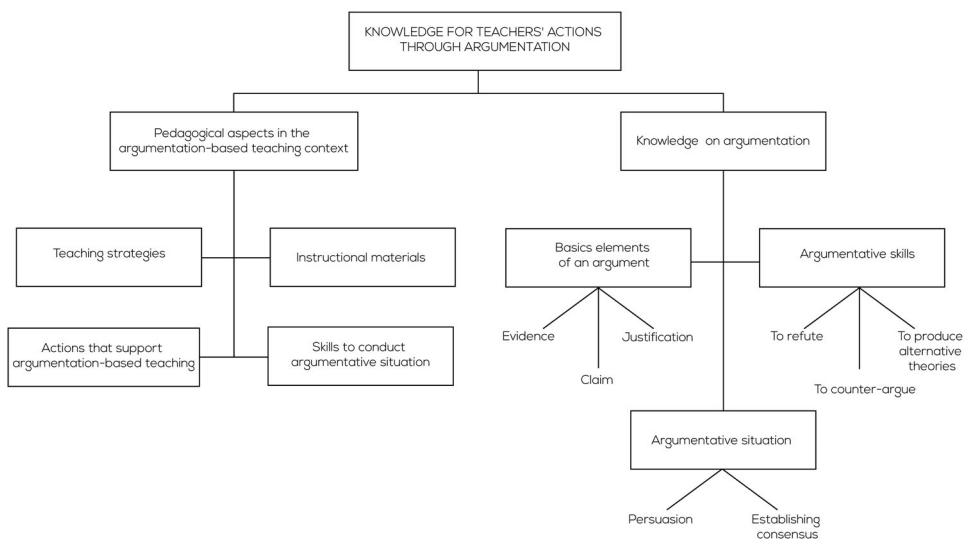 KNOWLEDGE FOR TEACHERS' ACTIONS
THROUGH ARGUMENTATION
Pedagogical aspects in the
argumentation-based teaching context
Knowledge on argumentation
Teaching strategies
Instructional materials
Actions that support
argumentation-based teaching
Skills to conduct
argumentative situation
Basics elements
of an argument
Argumentative skills
Evidence
Claim
Justification
To refute
To counter-argue
To produce
alternative
theories
Argumentative situation
Persuasion
Establishing
consensus